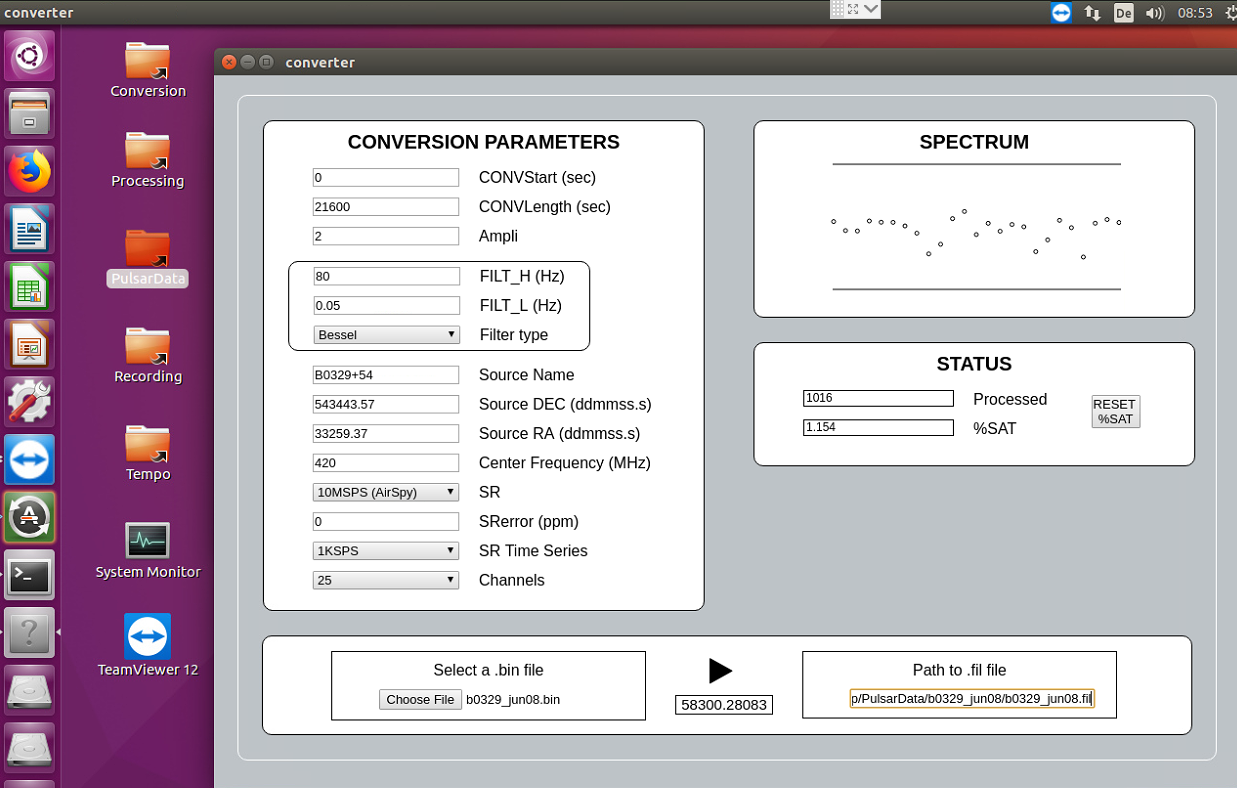 converter
De
08:53
Conversion
Processing
PulsarData
Recording
Tempo
System Monitor
TeamViewer 12
converter
CONVERSION PARAMETERS
0 CONVStart (sec)
21600 CONVLength (sec)
2 Ampli
80 FILT_H (Hz)
0.05 FILT_L (Hz)
Bessel Filter type
B0329+54 Source Name
543443.57 Source DEC (ddmmss.s)
33259.37 Source RA (ddmmss.s)
420 Center Frequency (MHz)
10MSPS (AirSpy) SR
0 SRerror (ppm)
1KSPS SR Time Series
25 Channels
SPECTRUM
STATUS
1016 Processed
1.154 %SAT
RESET
%SAT
Select a .bin file
Choose File b0329_jun08.bin
58300.28083
Path to .fil file
p/PulsarData/b0329_jun08/b0329_jun08.fil